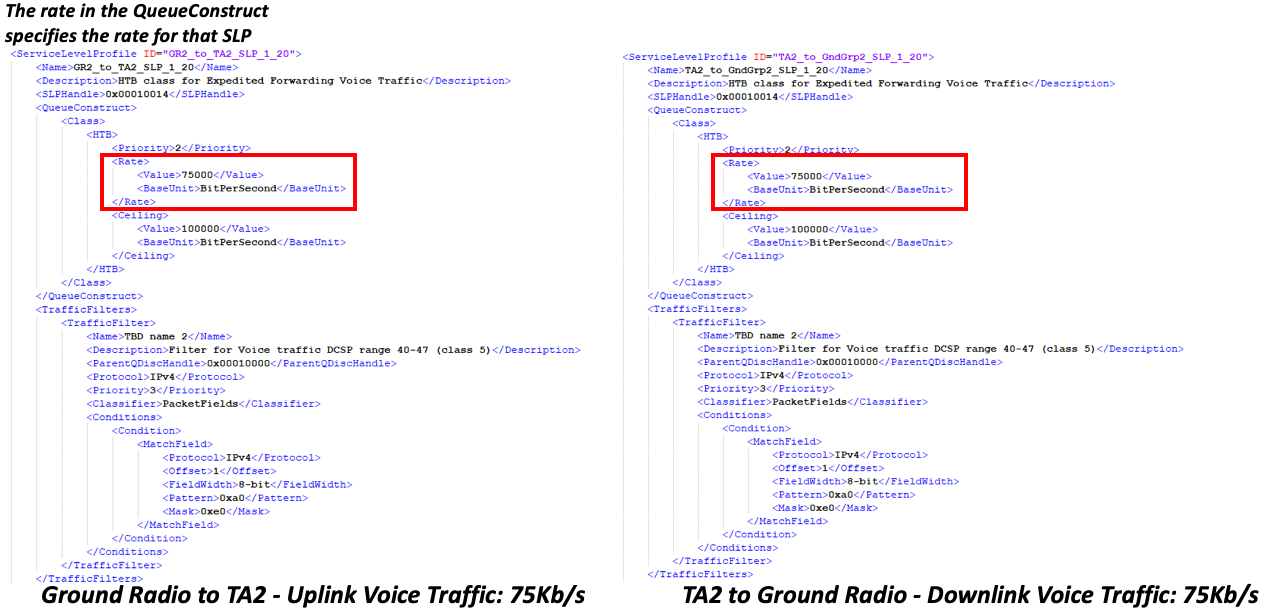 The rate in the QueueConstruct
specifies the rate for that SLP
<ServiceLevelProfile ID="GR2_to_TA2_SLP_1_20">
<Name>GR2_to_TA2_SLP_1_20</Name>
<Description>HTB class for Expedited Forwarding Voice Traffic</Description>
<SLPHandle>0x00010014</SLPHandle>
<QueueConstruct>
<Class>
<HTB>
<Priority>2</Priority>
<Rate>
<Value>75000</Value>
<BaseUnit>BitPerSecond</BaseUnit>
</Rate>
<Ceiling>
<Value>100000</Value>
<BaseUnit>BitPerSecond</BaseUnit>
</Ceiling>
</HTB>
</Class>
</QueueConstruct>
<TrafficFilters>
<TrafficFilter>
<Name>TBD name 2</Name>
<Description>Filter for Voice traffic DCSP range 40-47 (class 5)</Description>
<ParentQDiscHandle>0x00010000</ParentQDiscHandle>
<Protocol>IPv4</Protocol>
<Priority>3</Priority>
<Classifier>PacketFields</Classifier>
<Conditions>
<Condition>
<MatchField>
<Protocol>IPv4</Protocol>
<Offset>1</Offset>
<FieldWidth>8-bit</FieldWidth>
<Pattern>0xa0</Pattern>
<Mask>0xe0</Mask>
</MatchField>
</Condition>
</Conditions>
</TrafficFilter>
</TrafficFilters>
Ground Radio to TA2 - Uplink Voice Traffic: 75Kb/s
<ServiceLevelProfile ID="TA2_to_GndGrp2_SLP_1_20">
<Name>TA2_to_GndGrp2_SLP_1_20</Name>
<Description>HTB class for Expedited Forwarding Voice Traffic</Description>
<SLPHandle>0x00010014</SLPHandle>
<QueueConstruct>
<Class>
<HTB>
<Priority>2</Priority>
<Rate>
<Value>75000</Value>
<BaseUnit>BitPerSecond</BaseUnit>
</Rate>
<Ceiling>
<Value>100000</Value>
<BaseUnit>BitPerSecond</BaseUnit>
</Ceiling>
</HTB>
</Class>
</QueueConstruct>
<TrafficFilters>
<TrafficFilter>
<Name>TBD name 2</Name>
<Description>Filter for Voice traffic DCSP range 40-47 (class 5)</Description>
<ParentQDiscHandle>0x00010000</ParentQDiscHandle>
<Protocol>IPv4</Protocol>
<Priority>3</Priority>
<Classifier>PacketFields</Classifier>
<Conditions>
<Condition>
<MatchField>
<Protocol>IPv4</Protocol>
<Offset>1</Offset>
<FieldWidth>8-bit</FieldWidth>
<Pattern>0xa0</Pattern>
<Mask>0xe0</Mask>
</MatchField>
</Condition>
</Conditions>
</TrafficFilter>
</TrafficFilters>
TA2 to Ground Radio - Downlink Voice Traffic: 75Kb/s